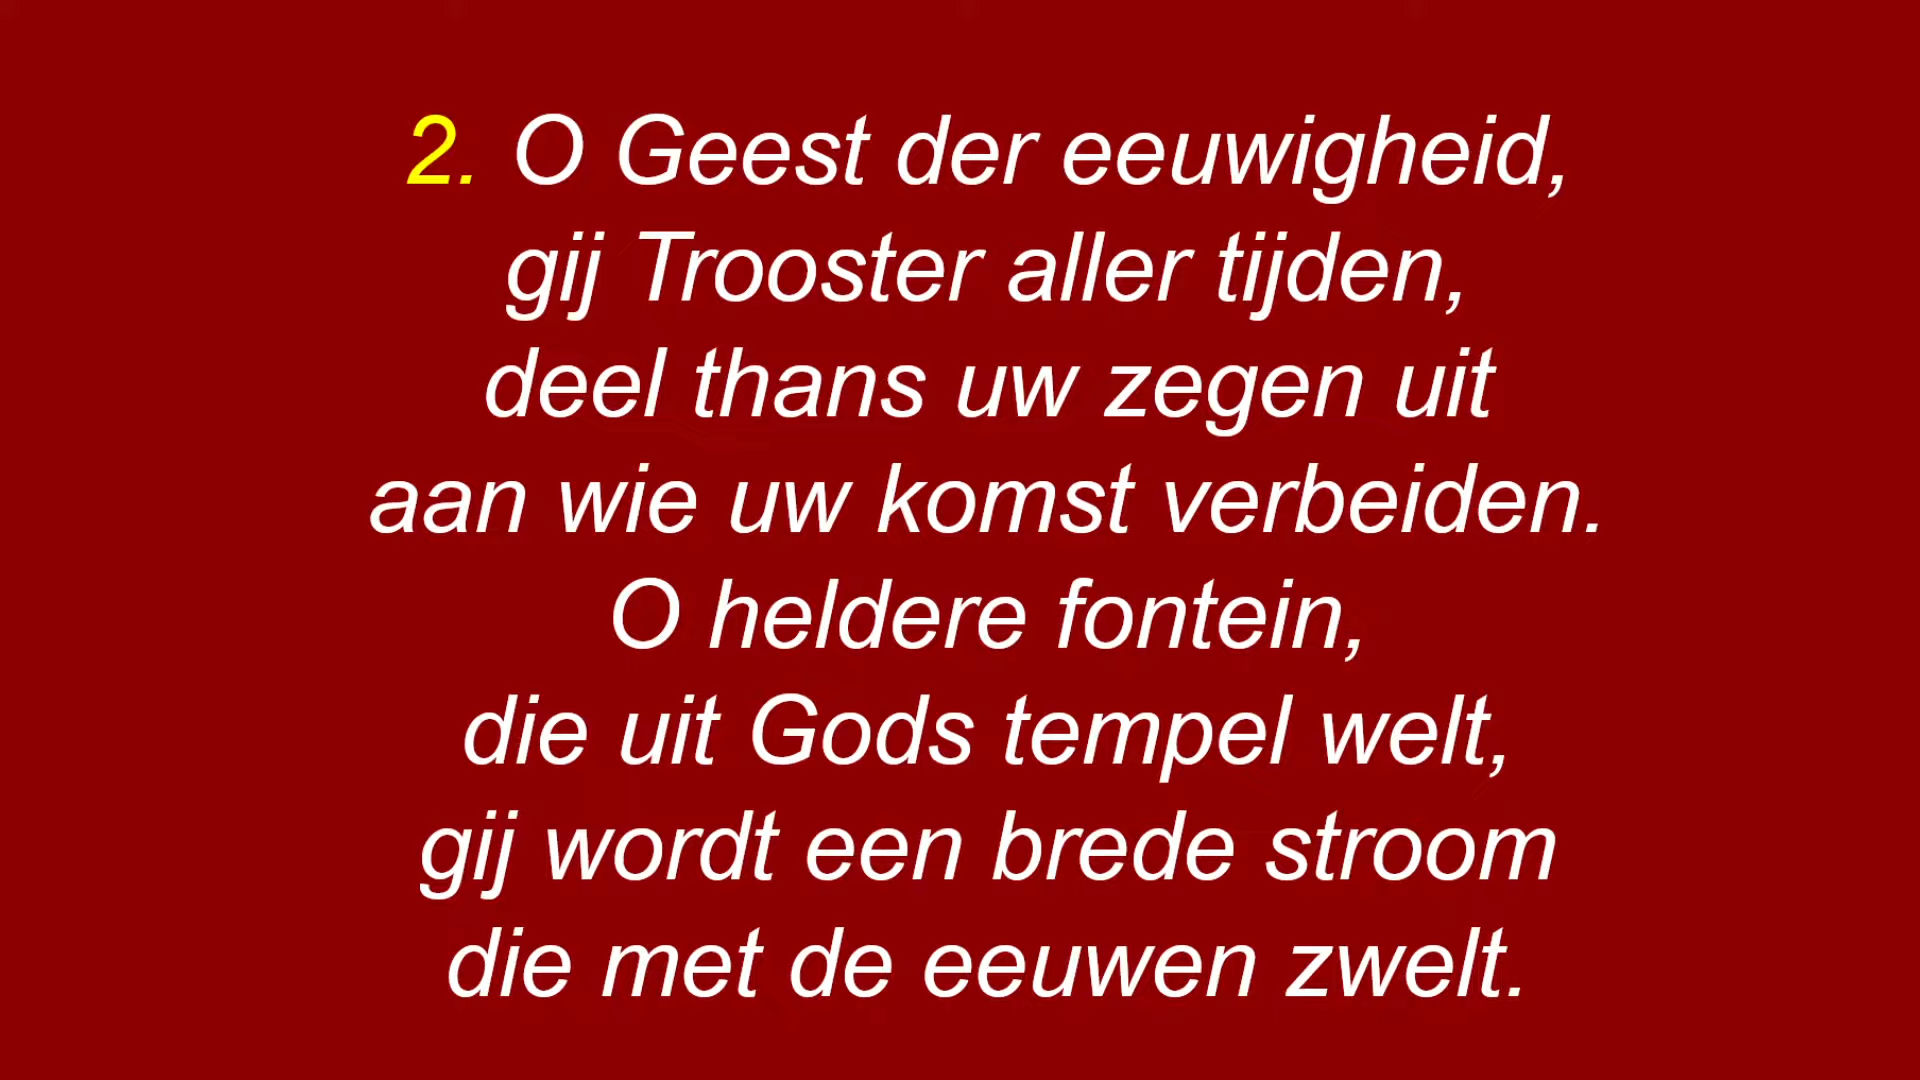 2. O Geest der eeuwigheid,
gij Trooster aller tijden,
deel thans uw zegen uit
aan wie uw komst verbeiden.
O heldere fontein,
die uit Gods tempel welt,
gij wordt een brede stroom
die met de eeuwen zwelt.